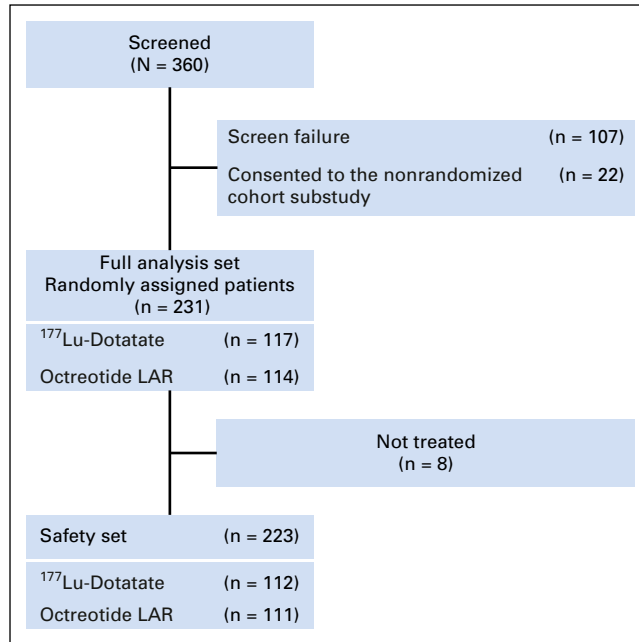 Screened
(N = 360)
Screen failure (n = 107)
Consented to the nonrandomized (n = 22)
cohort substudy
Full analysis set
Randomly assigned patients
(n = 231)
¹⁷⁷Lu-Dotatate (n = 117)
Octreotide LAR (n = 114)
Not treated
(n = 8)
Safety set (n = 223)
¹⁷⁷Lu-Dotatate (n = 112)
Octreotide LAR (n = 111)